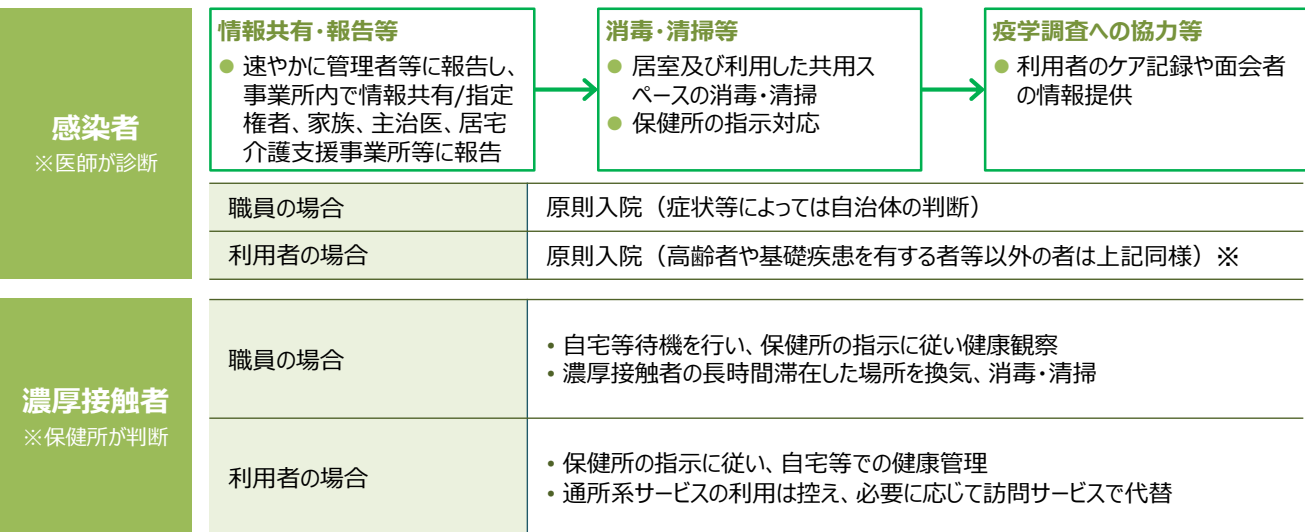 感染者
※医師が診断
情報共有・報告等
● 速やかに管理者等に報告し、
事業所内で情報共有/指定
権者、家族、主治医、居宅
介護支援事業所等に報告
消毒・清掃等
● 居室及び利用した共用ス
ペースの消毒・清掃
● 保健所の指示対応
疫学調査への協力等
● 利用者のケア記録や面会者
の情報提供
職員の場合
原則入院（症状等によっては自治体の判断）
利用者の場合
原則入院（高齢者や基礎疾患を有する者等以外の者は上記同様）※
濃厚接触者
※保健所が判断
職員の場合
・自宅等待機を行い、保健所の指示に従い健康観察
・濃厚接触者の長時間滞在した場所を換気、消毒・清掃
利用者の場合
・保健所の指示に従い、自宅等での健康管理
・通所系サービスの利用は控え、必要に応じて訪問サービスで代替